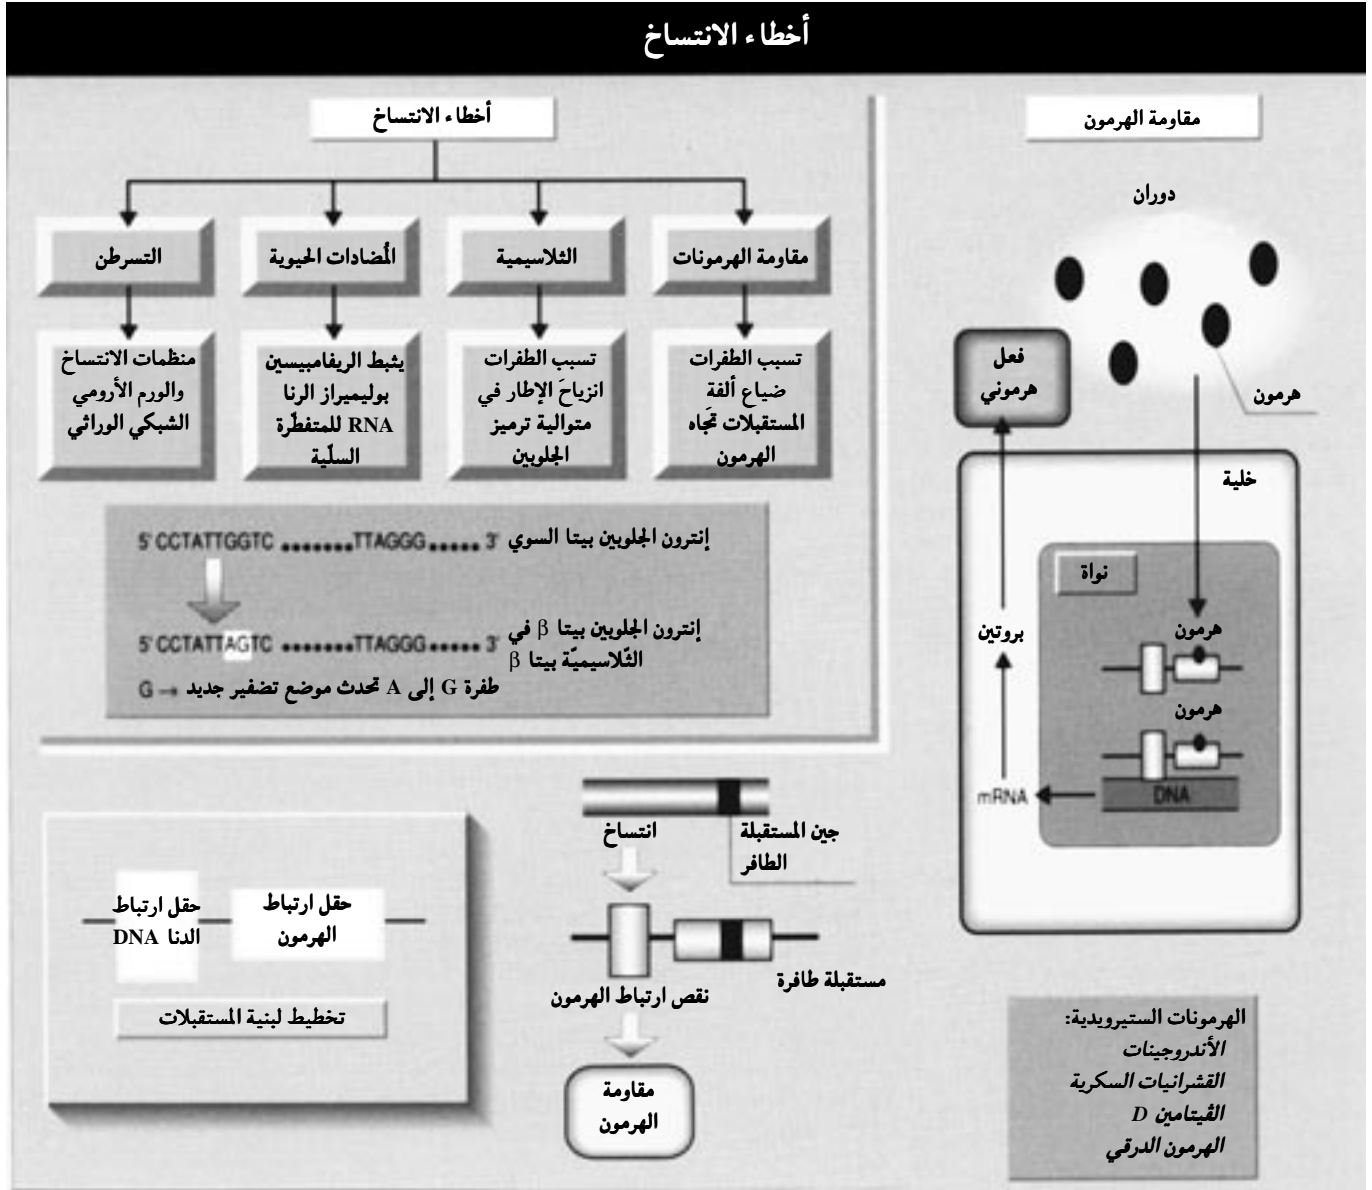 أخطاء الانتساخ
مقاومة الهرمون
دوران
هرمون
فعل
هرموني
خلية
نواة
هرمون
هرمون
DNA
mRNA
بروتين
الهرمونات الستيرويدية:
الأندروجينات
القشرانيات السكرية
الڤيتامين D
الهرمون الدرقي
أخطاء الانتساخ
مقاومة الهرمونات
الثلاسيمية
المُضادات الحيوية
التسرطن
تسبب الطفرات
ضياع ألفة
المستقبلات تجَاه
الهرمون
تسبب الطفرات
انزياحَ الإطار في
متوالية ترميز
الجلوبين
يثبط الريفامبيسين
بوليميراز الرنا
RNA للمتفطّرة
السلّية
منظمات الانتساخ
والورم الأرومي
الشبكي الوراثي
إنترون الجلوبين بيتا السوي 5' CCTATTGGTC .......TTAGGG..... 3'
إنترون الجلوبين بيتا β في 5' CCTATTAGTC ........TTAGGG..... 3'
الثّلاسيميّة بيتا β
طفرة G إلى A تحدث موضع تضفير جديد G →
جين المستقبلة
الطافر
انتساخ
مستقبلة طافرة
نقص ارتباط الهرمون
مقاومة
الهرمون
حقل ارتباط
الهرمون
حقل ارتباط
الدنا DNA
تخطيط لبنية المستقبلات